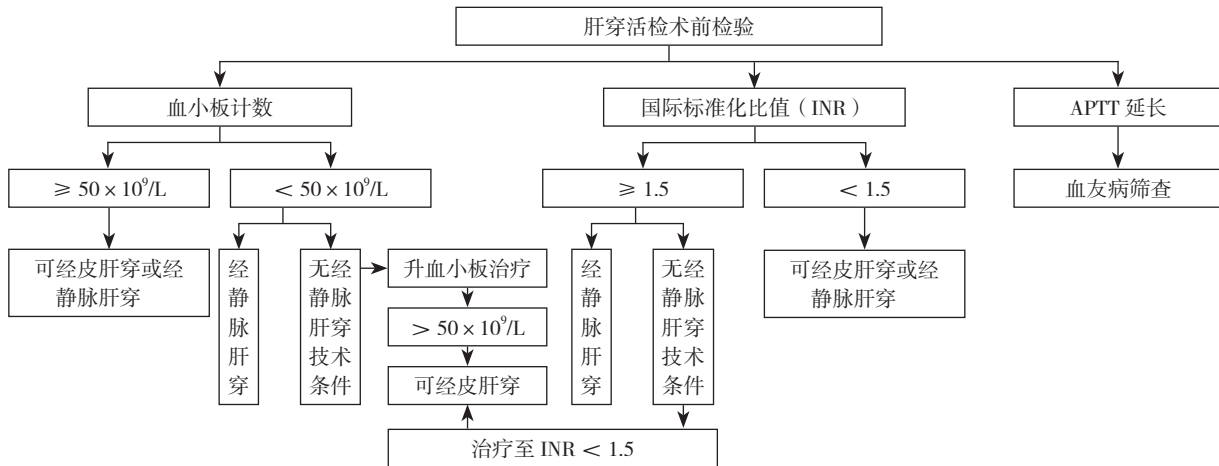 肝穿活检术前检验
血小板计数
国际标准化比值（INR）
APTT 延长
≥ 50 × 10⁹/L
< 50 × 10⁹/L
≥ 1.5
< 1.5
血友病筛查
可经皮肝穿或经
静脉肝穿
经
静
脉
肝
穿
无经
静脉
肝穿
技术
条件
升血小板治疗
> 50 × 10⁹/L
可经皮肝穿
经
静
脉
肝
穿
无经
静脉
肝穿
技术
条件
可经皮肝穿或经
静脉肝穿
治疗至 INR < 1.5